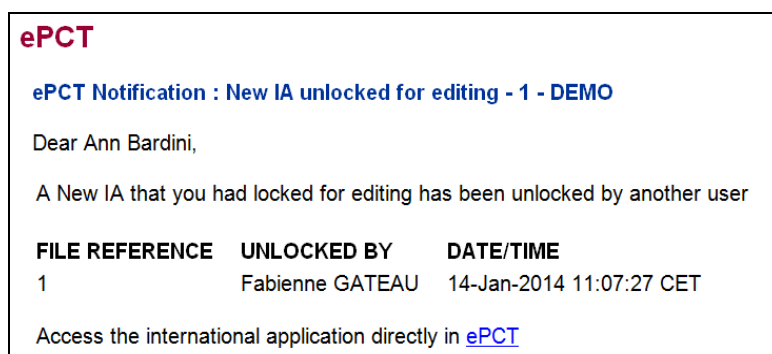 ePCT
ePCT Notification : New IA unlocked for editing - 1 - DEMO
Dear Ann Bardini,
A New IA that you had locked for editing has been unlocked by another user
FILE REFERENCE UNLOCKED BY DATE/TIME
1 Fabienne GATEAU 14-Jan-2014 11:07:27 CET
Access the international application directly in ePCT